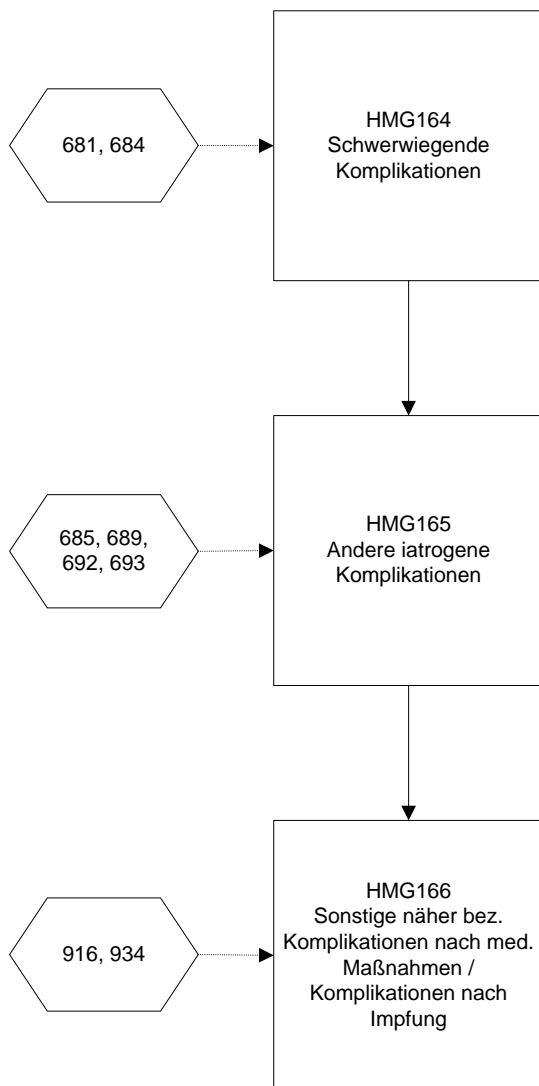 681, 684
HMG164
Schwerwiegende
Komplikationen
685, 689,
692, 693
HMG165
Andere iatrogene
Komplikationen
916, 934
HMG166
Sonstige näher bez.
Komplikationen nach med.
Maßnahmen /
Komplikationen nach
Impfung